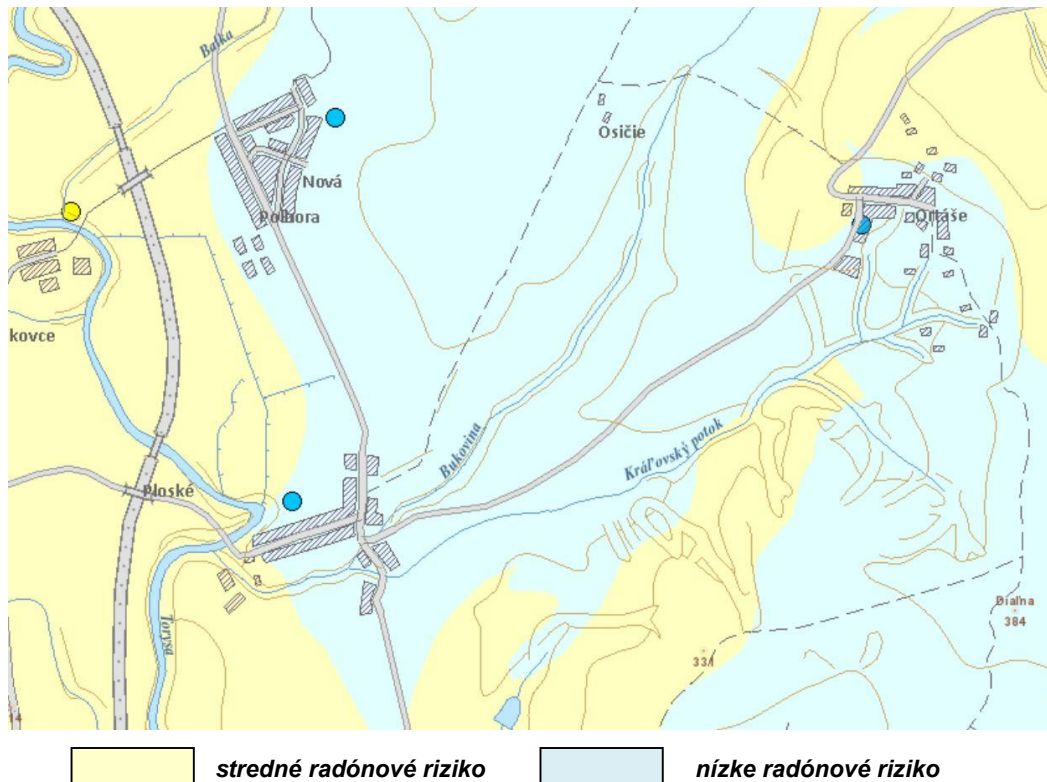 Balka
Osičie
Nová
Polhora
Ortáše
kovce
Bukovina
Kráľovský potok
Ploské
Torysa
Diaľna
384
331
14
stredné radónové riziko
nízke radónové riziko